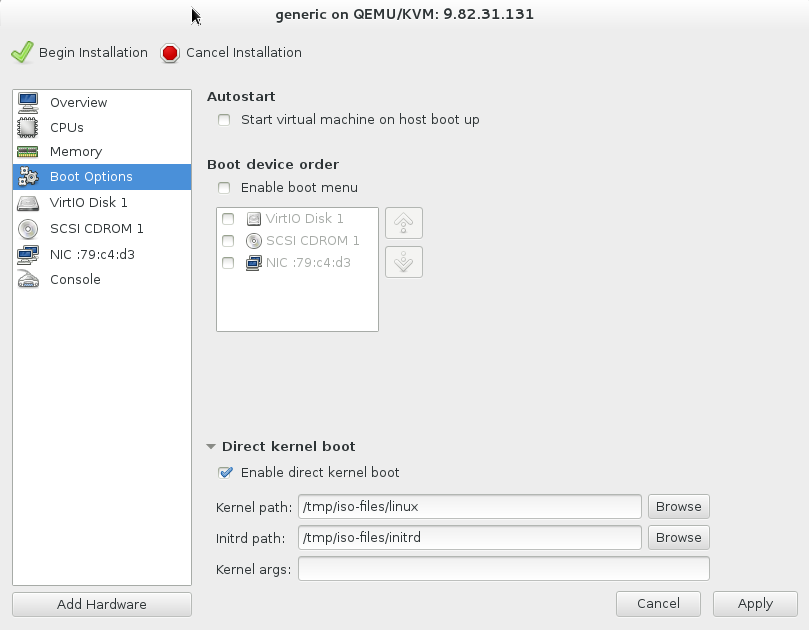 generic on QEMU/KVM: 9.82.31.131
Begin Installation
Cancel Installation
Overview
CPUs
Memory
Boot Options
VirtIO Disk 1
SCSI CDROM 1
NIC :79:c4:d3
Console
Add Hardware
Autostart
Start virtual machine on host boot up
Boot device order
Enable boot menu
VirtIO Disk 1
SCSI CDROM 1
NIC :79:c4:d3
Direct kernel boot
Enable direct kernel boot
Kernel path: /tmp/iso-files/linux Browse
Initrd path: /tmp/iso-files/initrd Browse
Kernel args:
Cancel Apply